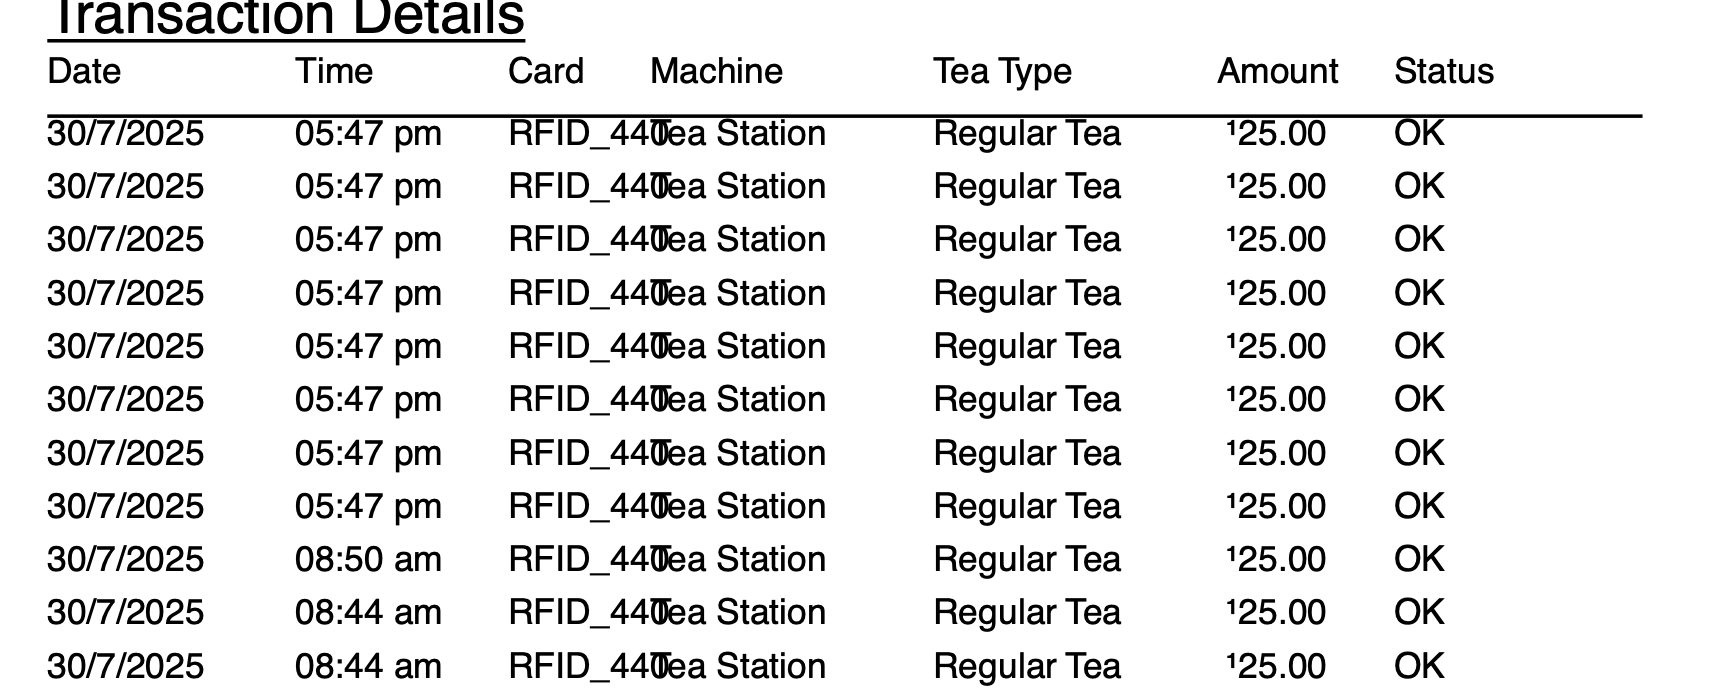 Transaction Details
Date Time Card Machine Tea Type Amount Status
30/7/2025 05:47 pm RFID_440 Tea Station Regular Tea ¹25.00 OK
30/7/2025 05:47 pm RFID_440 Tea Station Regular Tea ¹25.00 OK
30/7/2025 05:47 pm RFID_440 Tea Station Regular Tea ¹25.00 OK
30/7/2025 05:47 pm RFID_440 Tea Station Regular Tea ¹25.00 OK
30/7/2025 05:47 pm RFID_440 Tea Station Regular Tea ¹25.00 OK
30/7/2025 05:47 pm RFID_440 Tea Station Regular Tea ¹25.00 OK
30/7/2025 05:47 pm RFID_440 Tea Station Regular Tea ¹25.00 OK
30/7/2025 05:47 pm RFID_440 Tea Station Regular Tea ¹25.00 OK
30/7/2025 08:50 am RFID_440 Tea Station Regular Tea ¹25.00 OK
30/7/2025 08:44 am RFID_440 Tea Station Regular Tea ¹25.00 OK
30/7/2025 08:44 am RFID_440 Tea Station Regular Tea ¹25.00 OK